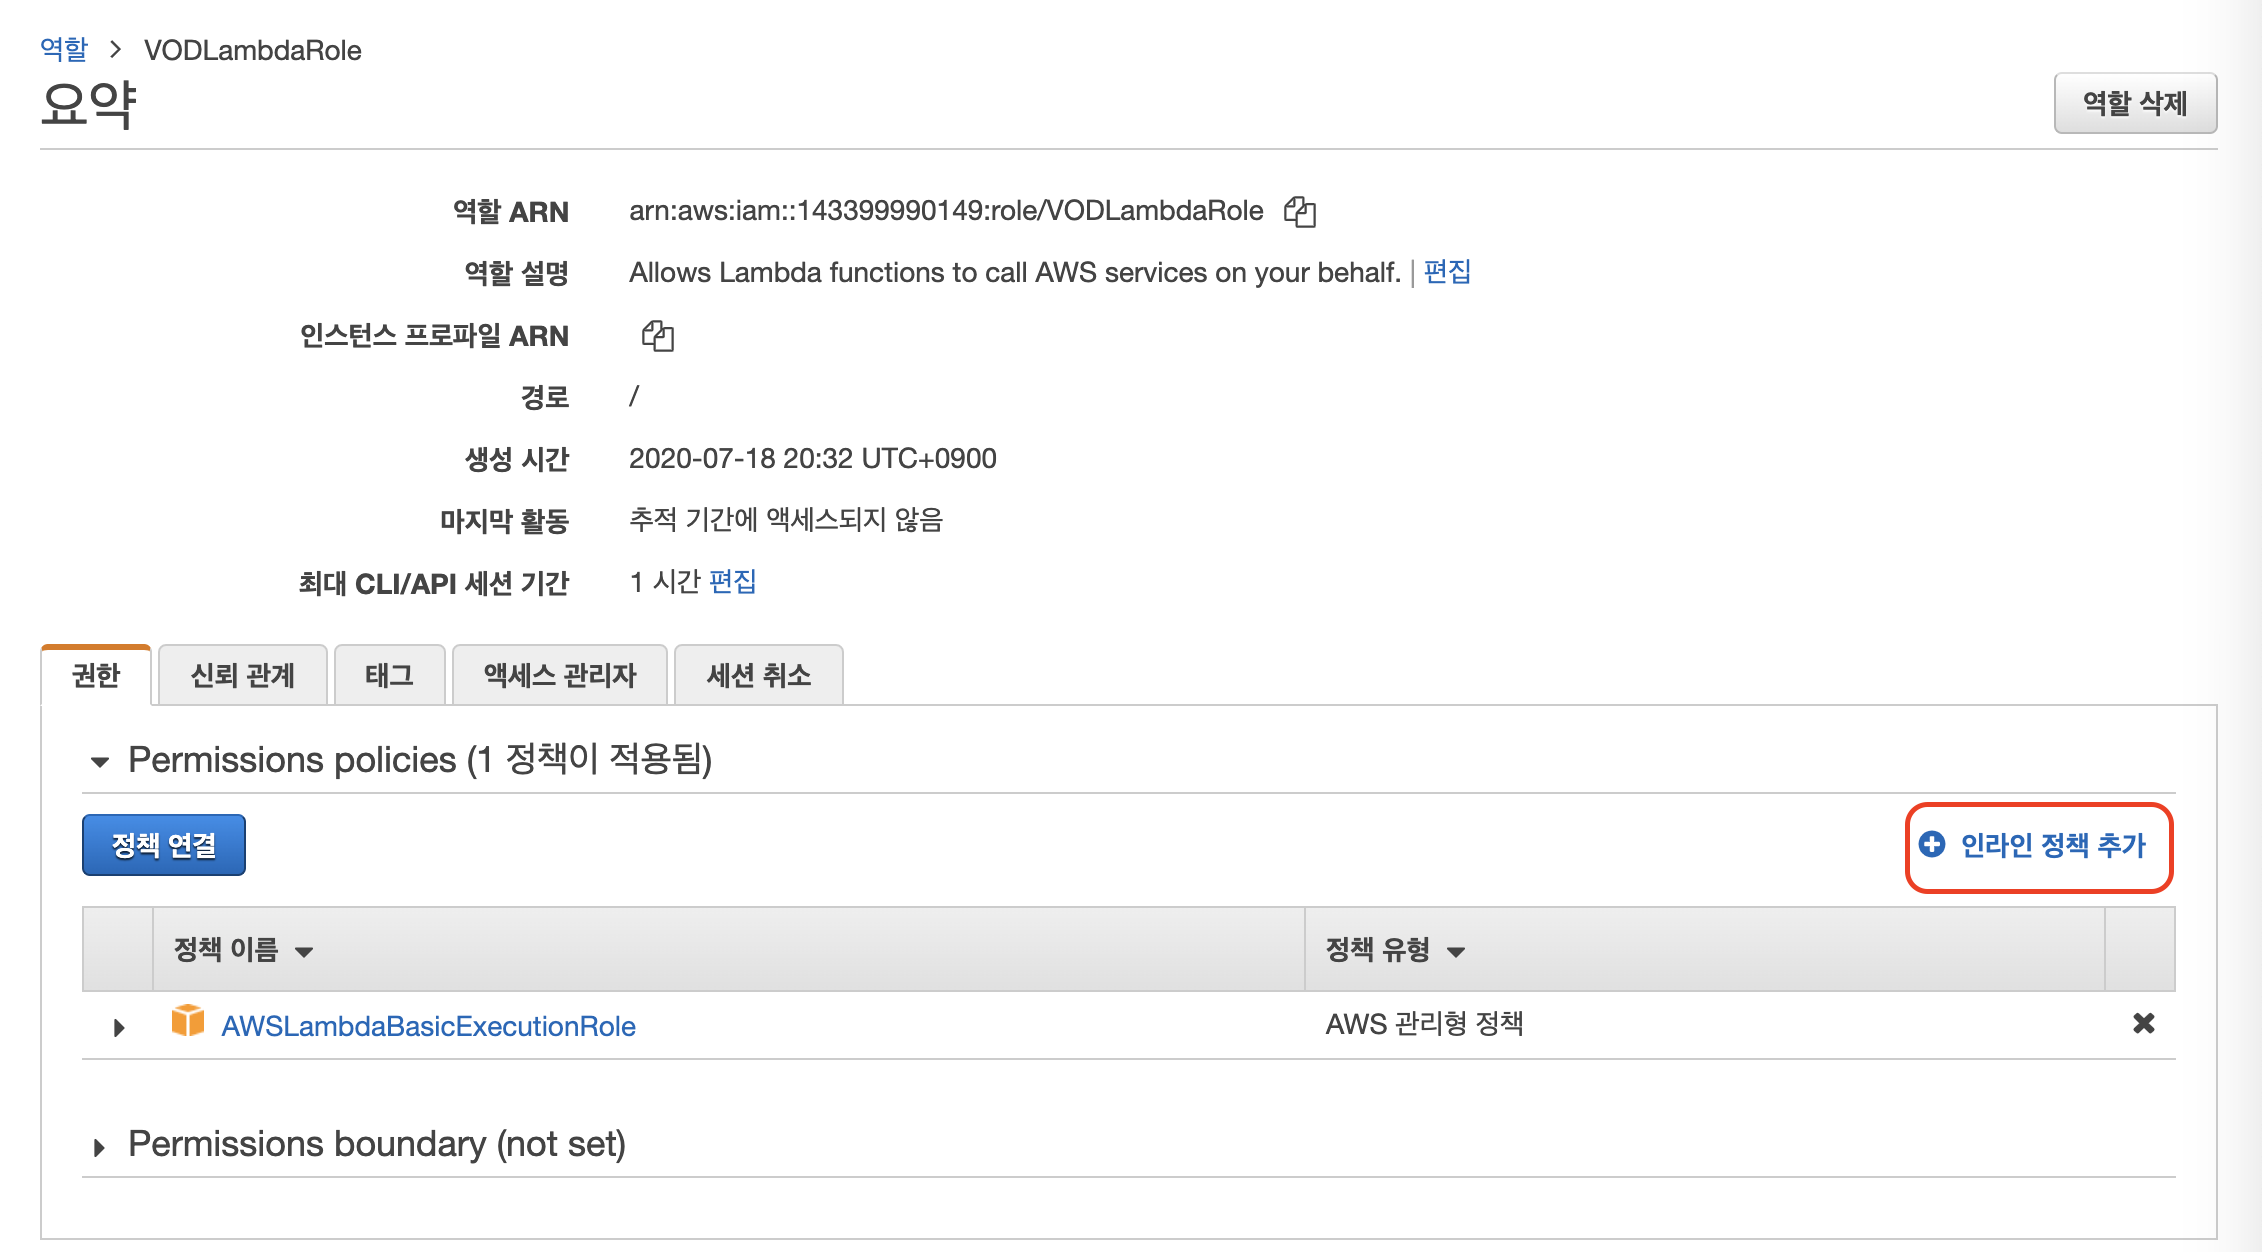 역할 > VODLambdaRole
요약
역할 삭제
역할 ARN arn:aws:iam::143399990149:role/VODLambdaRole
역할 설명 Allows Lambda functions to call AWS services on your behalf. | 편집
인스턴스 프로파일 ARN
경로 /
생성 시간 2020-07-18 20:32 UTC+0900
마지막 활동 추적 기간에 액세스되지 않음
최대 CLI/API 세션 기간 1 시간 편집
권한 신뢰 관계 태그 액세스 관리자 세션 취소
Permissions policies (1 정책이 적용됨)
정책 연결 인라인 정책 추가
정책 이름 정책 유형
AWSLambdaBasicExecutionRole AWS 관리형 정책
Permissions boundary (not set)